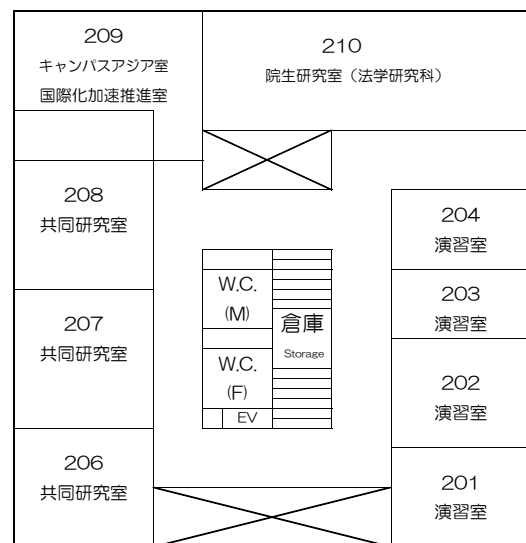 209
キャンパスアジア室
国際化加速推進室
210
院生研究室（法学研究科）
208
共同研究室
204
演習室
W.C.
(M)
倉庫
Storage
203
演習室
207
共同研究室
W.C.
(F)
EV
202
演習室
206
共同研究室
201
演習室